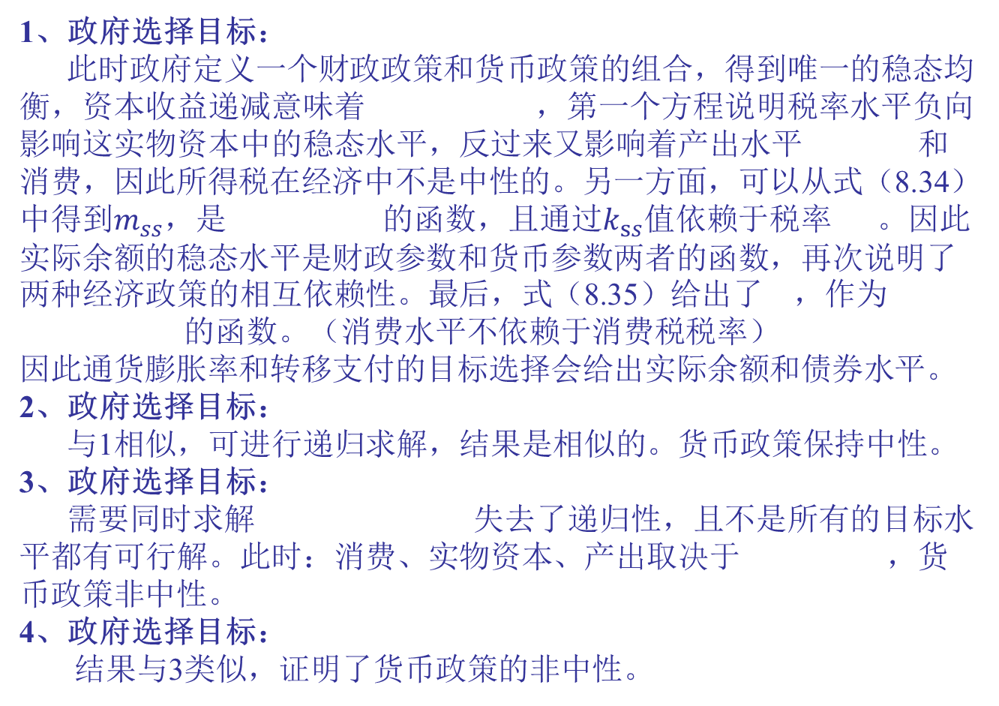 1、政府选择目标：
此时政府定义一个财政政策和货币政策的组合，得到唯一的稳态均
衡，资本收益递减意味着 ，第一个方程说明税率水平负向
影响这实物资本中的稳态水平，反过来又影响着产出水平 和
消费，因此所得税在经济中不是中性的。另一方面，可以从式（8.34）
中得到mss，是 的函数，且通过kss值依赖于税率 。因此
实际余额的稳态水平是财政参数和货币参数两者的函数，再次说明了
两种经济政策的相互依赖性。最后，式（8.35）给出了 ，作为
的函数。（消费水平不依赖于消费税税率）
因此通货膨胀率和转移支付的目标选择会给出实际余额和债券水平。
2、政府选择目标：
与1相似，可进行递归求解，结果是相似的。货币政策保持中性。
3、政府选择目标：
需要同时求解 失去了递归性，且不是所有的目标水
平都有可行解。此时：消费、实物资本、产出取决于 ，货
币政策非中性。
4、政府选择目标：
结果与3类似，证明了货币政策的非中性。